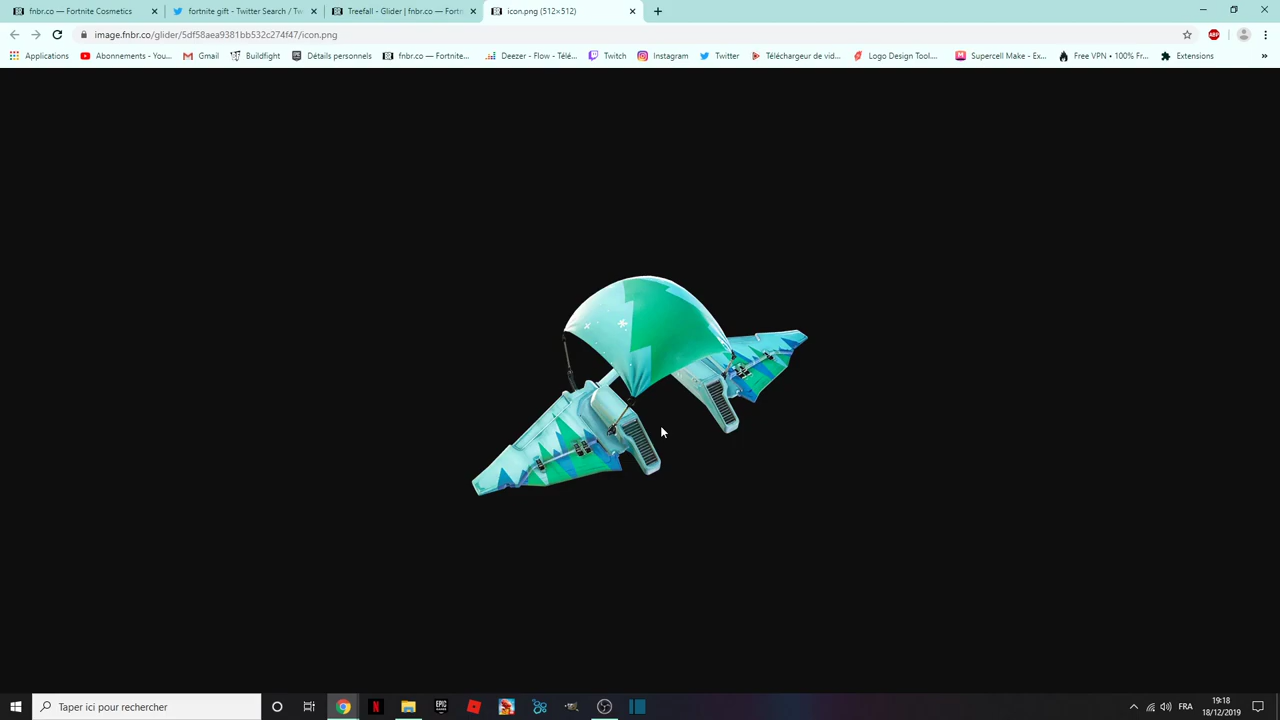 fnbr.co — Fortnite Cosmetics
fortnite gift - Twitter Search / Tw
Treefall - Glider | fnbr.co — Fortn
icon.png (512×512)
image.fnbr.co/glider/5df58aea9381bb532c274f47/icon.png
ABP
Applications
Abonnements - You...
Gmail
Buildfight
Détails personnels
fnbr.co — Fortnite...
Deezer - Flow - Télé...
Twitch
Instagram
Twitter
Téléchargeur de vid...
Logo Design Tool,...
Supercell Make - Ex...
Free VPN • 100% Fr...
Extensions
Taper ici pour rechercher
EPIC
FRA
19:18
18/12/2019